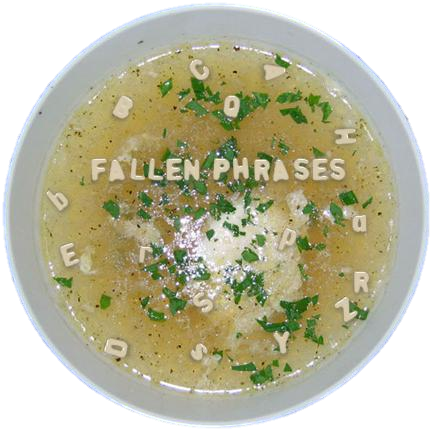 C A
B O H
FALLEN PHRASES
b a
E r p
S R
Z
D s Y